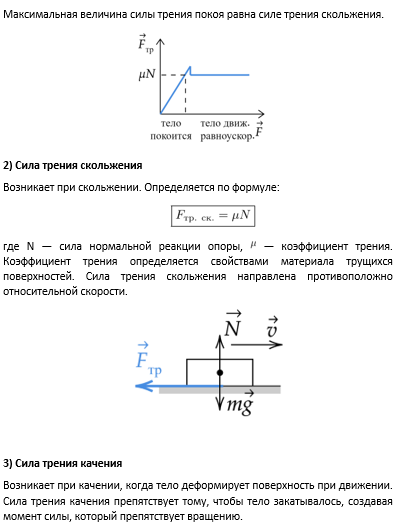 Максимальная величина силы трения покоя равна силе трения скольжения.
F тр
μN
тело тело движ.
покоится равноускор. F
2) Сила трения скольжения
Возникает при скольжении. Определяется по формуле:
Fтр. ск. = μN
где N — сила нормальной реакции опоры, μ — коэффициент трения.
Коэффициент трения определяется свойствами материала трущихся
поверхностей. Сила трения скольжения направлена противоположно
относительной скорости.
N v
F тр
mg
3) Сила трения качения
Возникает при качении, когда тело деформирует поверхность при движении.
Сила трения качения препятствует тому, чтобы тело закатывалось, создавая
момент силы, который препятствует вращению.